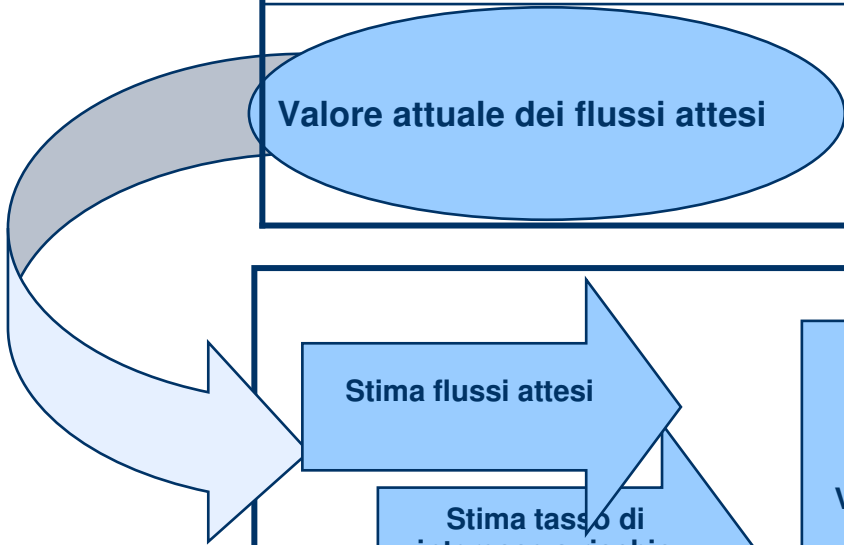 Valore attuale dei flussi attesi
Stima flussi attesi
Stima tasso di